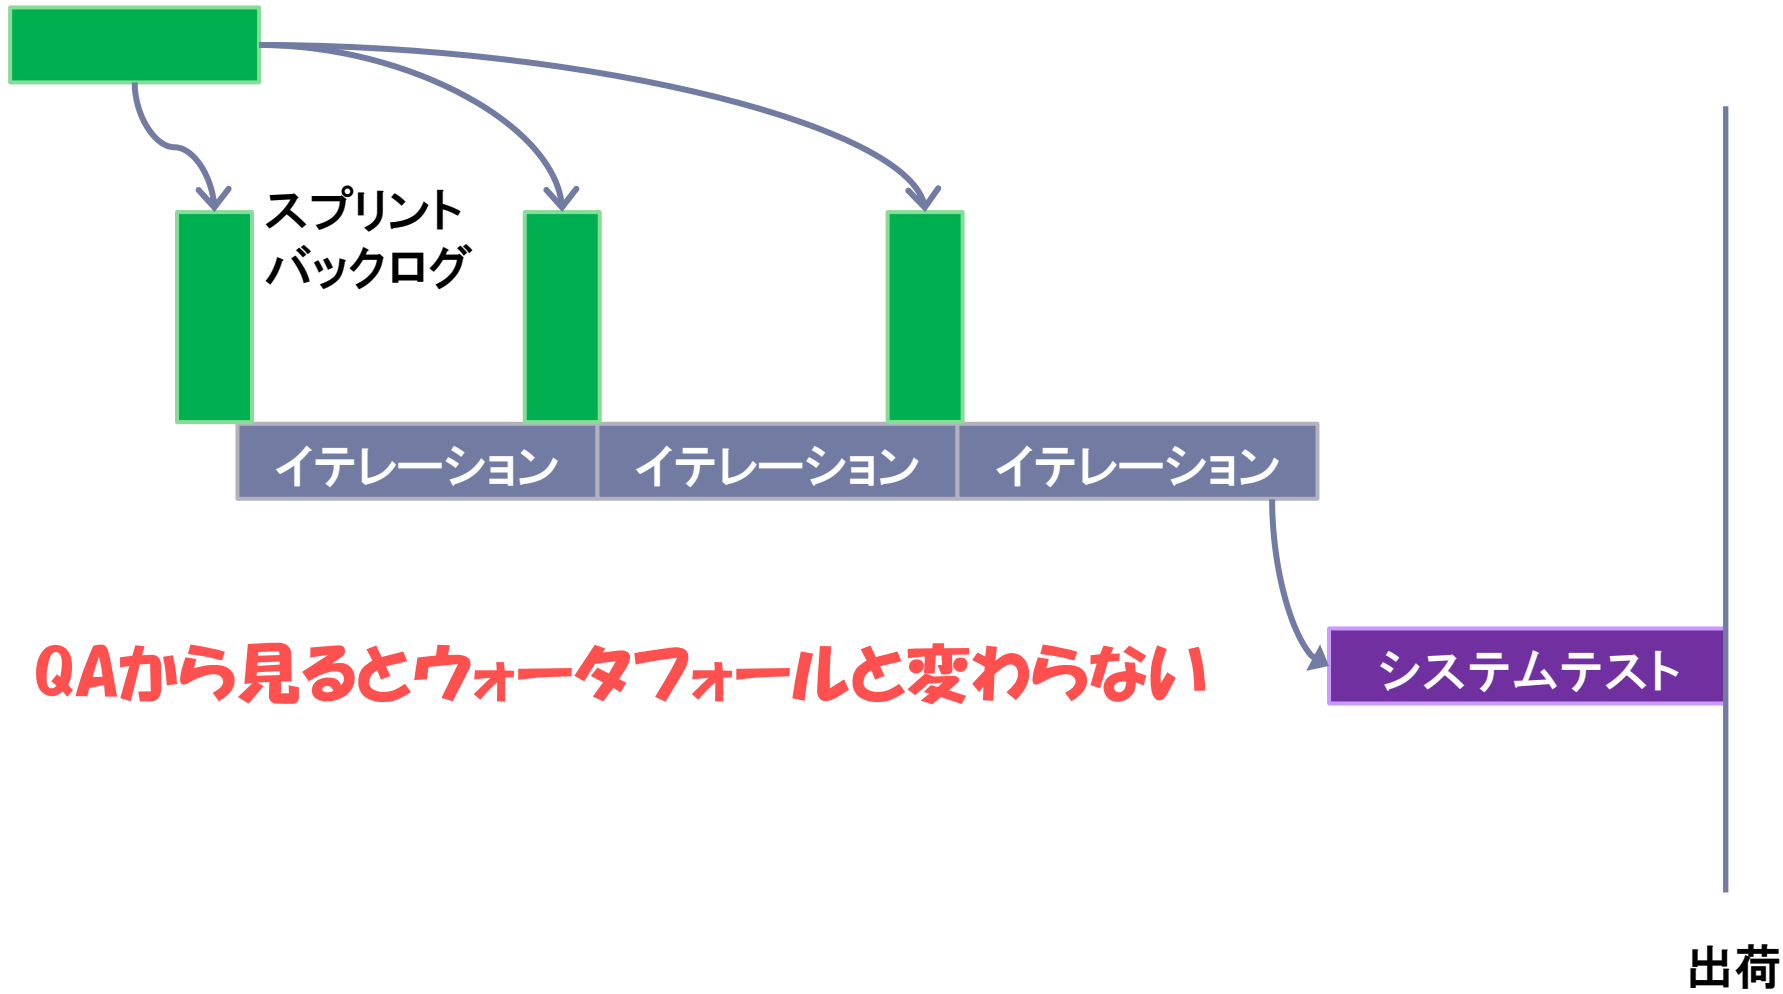 スプリント
バックログ
イテレーション
イテレーション
イテレーション
QAから見るとウォータフォールと変わらない
システムテスト
出荷